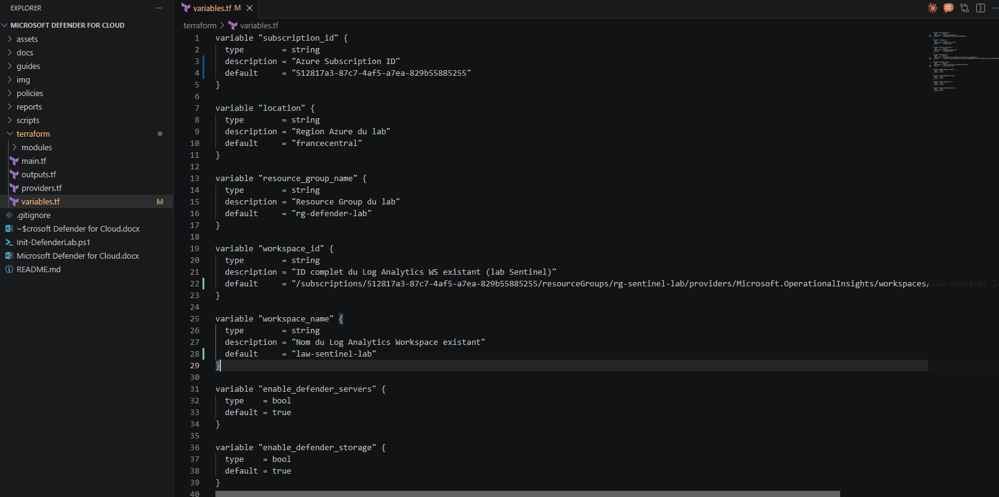 EXPLORER
MICROSOFT DEFENDER FOR CLOUD
assets
docs
guides
img
policies
reports
scripts
terraform
modules
main.tf
outputs.tf
providers.tf
variables.tf M
.gitignore
~$crosoft Defender for Cloud.docx
Init-DefenderLab.ps1
Microsoft Defender for Cloud.docx
README.md
variables.tf M
terraform > variables.tf
1 variable "subscription_id" {
2 type = string
3 description = "Azure Subscription ID"
4 default = "512817a3-87c7-4af5-a7ea-829b55885255"
5 }
6
7 variable "location" {
8 type = string
9 description = "Region Azure du lab"
10 default = "francecentral"
11 }
12
13 variable "resource_group_name" {
14 type = string
15 description = "Resource Group du lab"
16 default = "rg-defender-lab"
17 }
18
19 variable "workspace_id" {
20 type = string
21 description = "ID complet du Log Analytics WS existant (lab Sentinel)"
22 default = "/subscriptions/512817a3-87c7-4af5-a7ea-829b55885255/resourceGroups/rg-sentinel-lab/providers/Microsoft.OperationalInsights/workspaces/law-sentinel-l
23 }
24
25 variable "workspace_name" {
26 type = string
27 description = "Nom du Log Analytics Workspace existant"
28 default = "law-sentinel-lab"
29 }
30
31 variable "enable_defender_servers" {
32 type = bool
33 default = true
34 }
35
36 variable "enable_defender_storage" {
37 type = bool
38 default = true
39 }
40